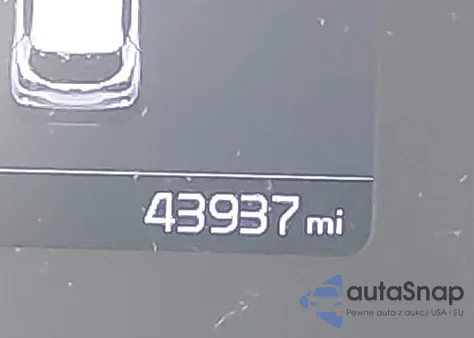 43937 mi
autaSnap
Pewne auta z aukcji USA i EU